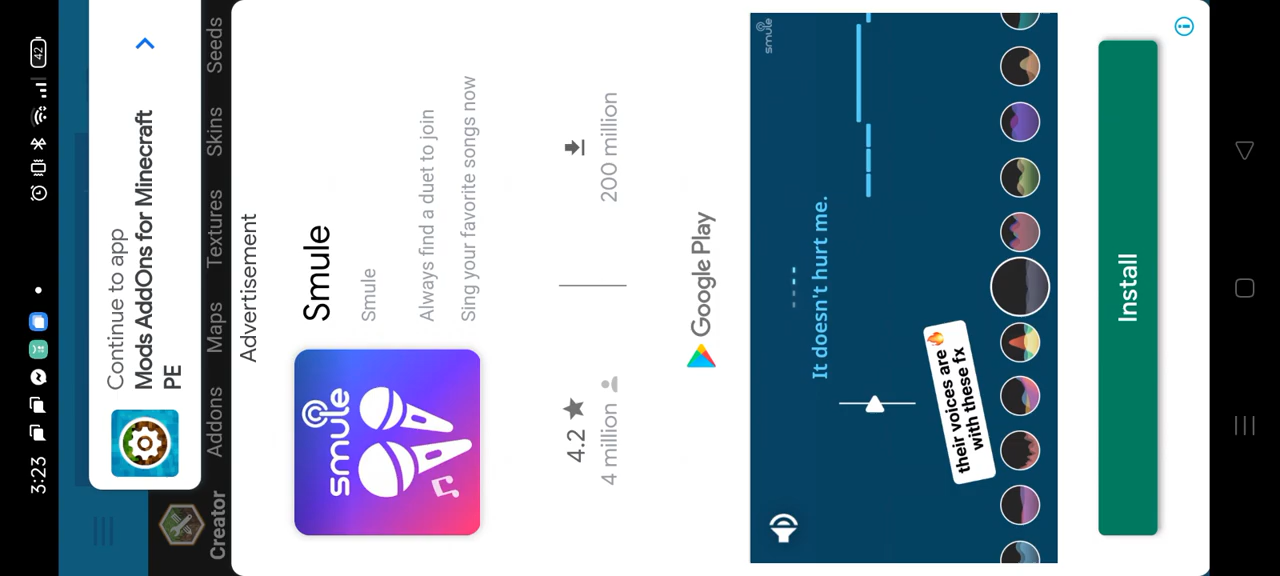 3:23
42
Continue to app
Mods AddOns for Minecraft
PE
Creator
Addons
Maps
Textures
Skins
Seeds
Advertisement
smule
Smule
Smule
Always find a duet to join
Sing your favorite songs now
4.2
4 million
200 million
Google Play
smule
It doesn't hurt me.
their voices are 🔥
with these fx
Install